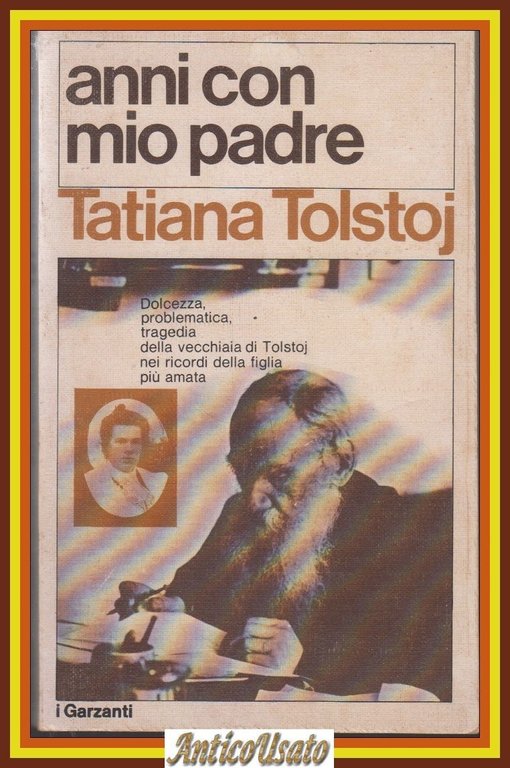 anni con
mio padre
Tatiana Tolstoj
Dolcezza,
problematica,
tragedia
della vecchiaia di Tolstoj
nei ricordi della figlia
più amata
i Garzanti
AnticoUsato